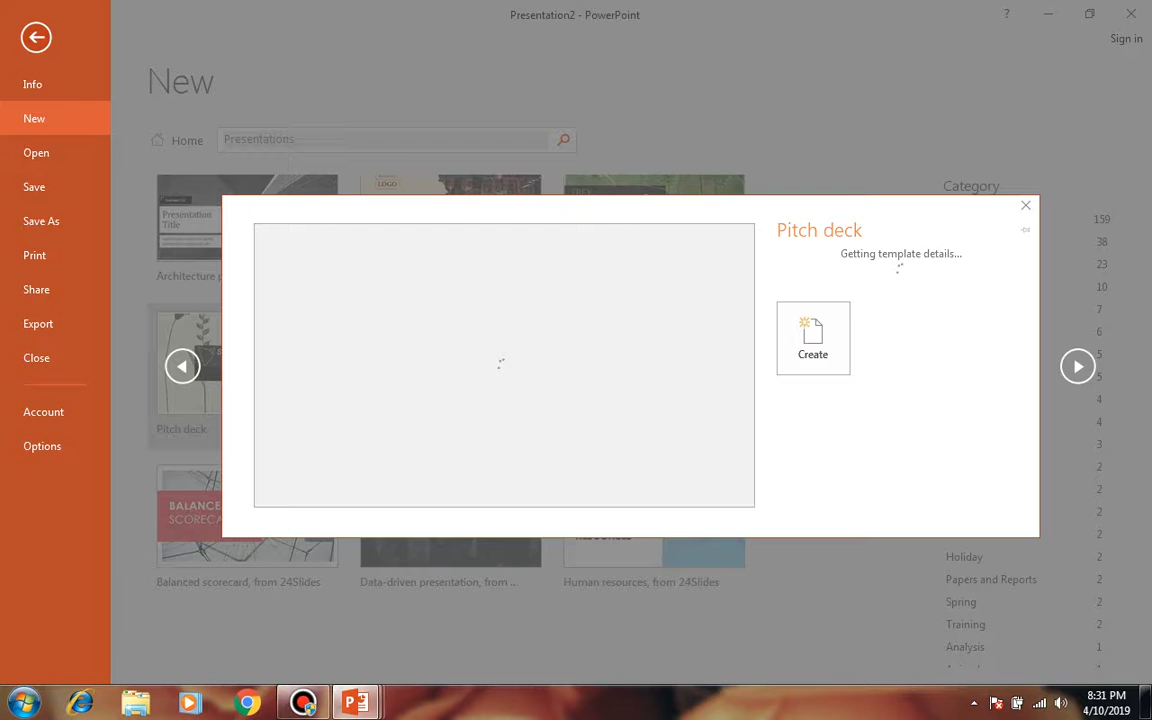 Presentation2 - PowerPoint
?
Sign in
Info
New
Open
Save
Save As
Print
Share
Export
Close
Account
Options
New
Home
Presentations
Presentation
Title
Architecture
LOGO
Pitch deck
BALANCE
SCORECA
Balanced scorecard, from 24Slides
Data-driven presentation, from ...
Human resources, from 24Slides
Pitch deck
Getting template details...
Create
Category
159
38
23
10
7
6
5
5
4
4
3
2
2
2
2
Holiday 2
Papers and Reports 2
Spring 2
Training 2
Analysis 1
8:31 PM
4/10/2019